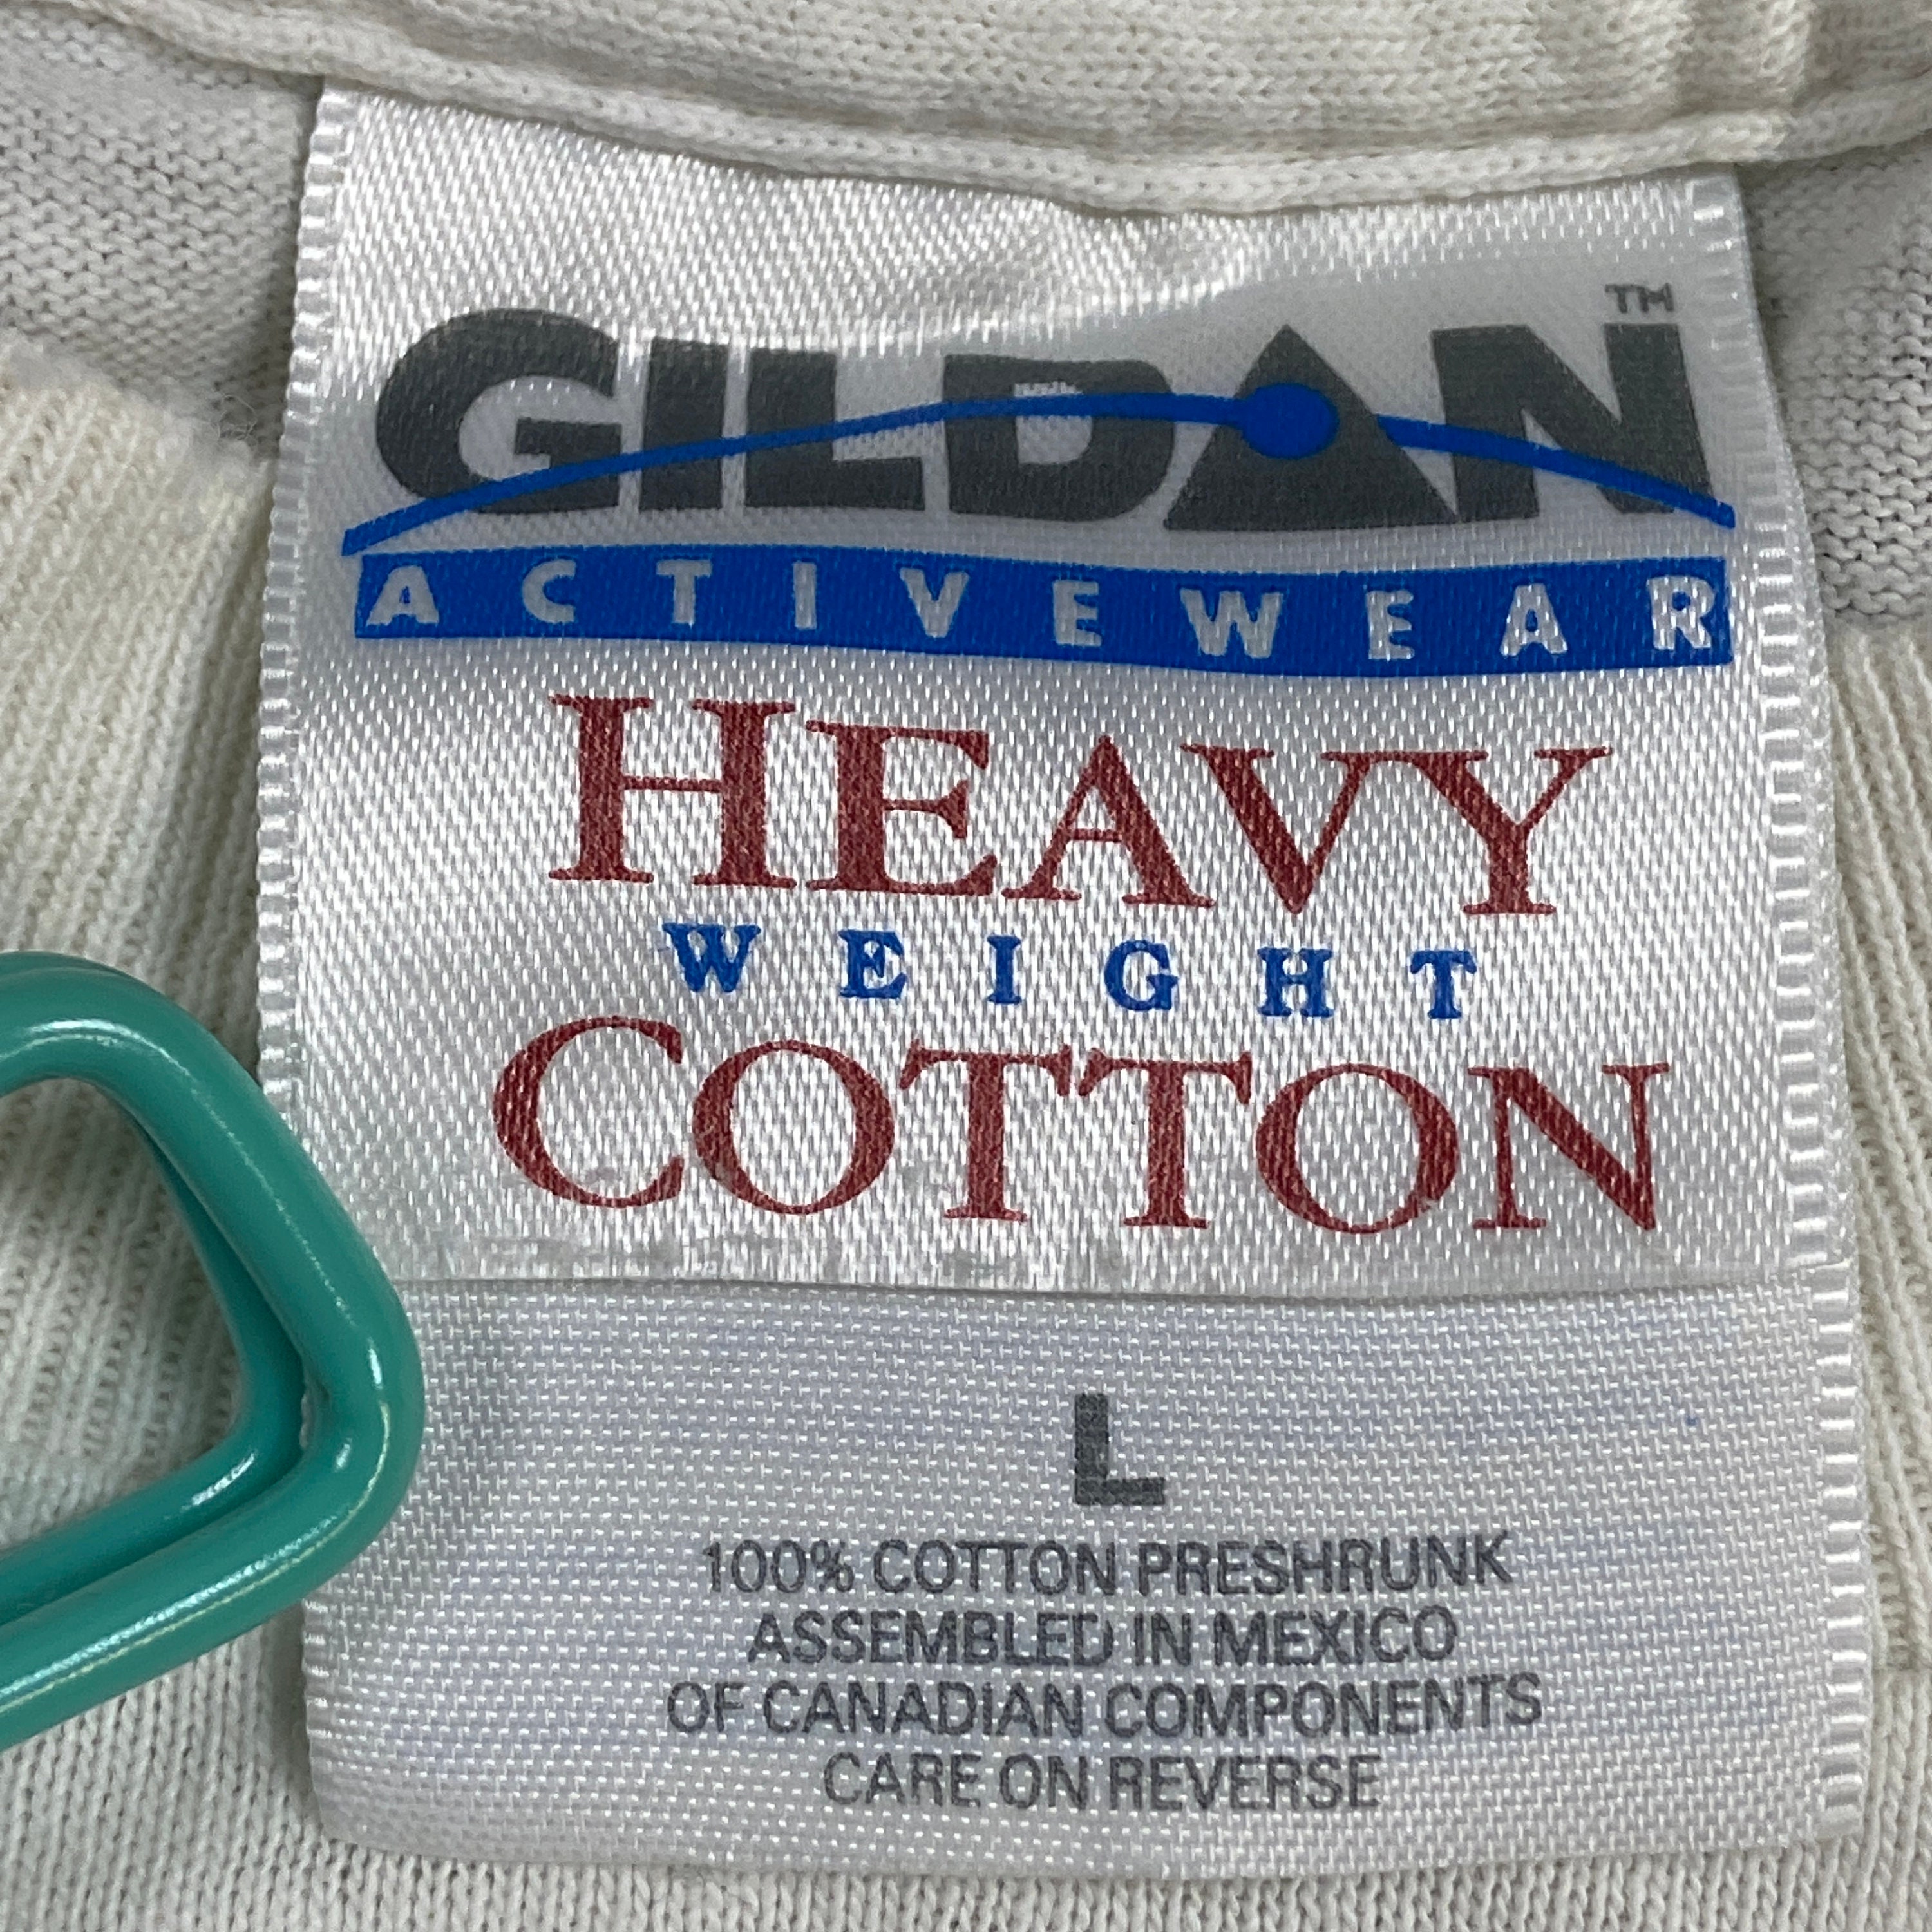 GILDAN™
ACTIVEWEAR
HEAVY
WEIGHT
COTTON
L
100% COTTON PRESHRUNK
ASSEMBLED IN MEXICO
OF CANADIAN COMPONENTS
CARE ON REVERSE